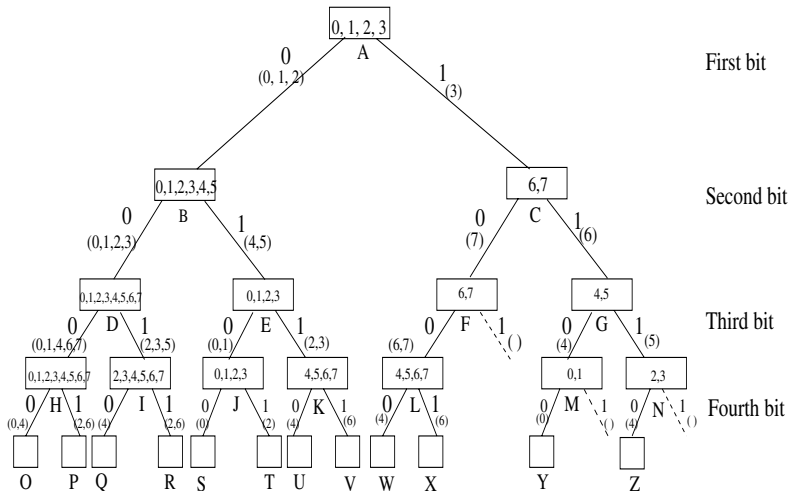 0, 1, 2, 3
A
0
(0, 1, 2)
1
(3)
First bit
0,1,2,3,4,5
B
6,7
C
Second bit
0
(0,1,2,3)
1
(4,5)
0
(7)
1
(6)
0,1,2,3,4,5,6,7
D
0,1,2,3
E
6,7
F
4,5
G
Third bit
0
(0,1,4,6,7)
1
(2,3,5)
0
(0,1)
1
(2,3)
0
(6,7)
1
( )
0
(4)
1
(5)
0,1,2,3,4,5,6,7
H
2,3,4,5,6,7
I
0,1,2,3
J
4,5,6,7
K
4,5,6,7
L
0,1
M
2,3
N
Fourth bit
0
(0,4)
1
(2,6)
0
(4)
1
(2,6)
0
(0)
1
(2)
0
(4)
1
(6)
0
(4)
1
(6)
0
(0)
1
( )
0
(4)
1
( )
O
P
Q
R
S
T
U
V
W
X
Y
Z